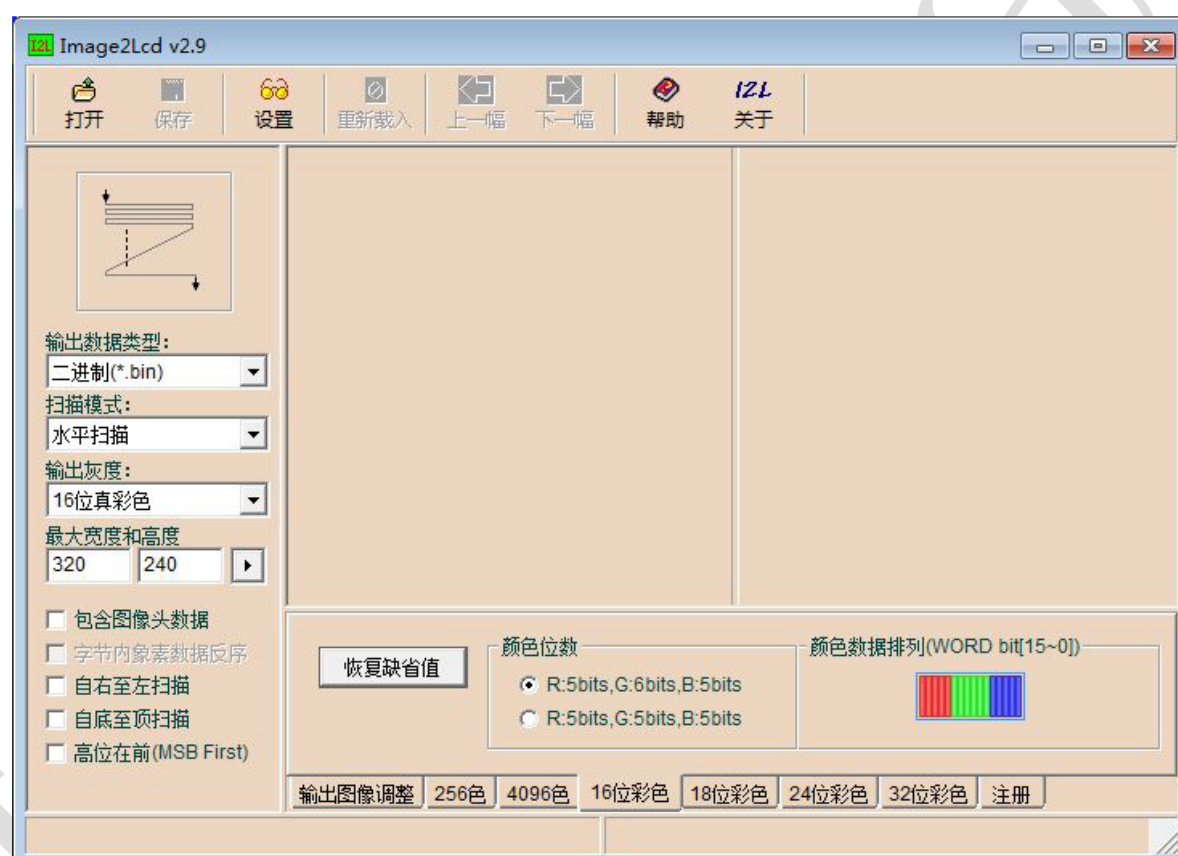 I2L Image2Lcd v2.9
打开 保存 设置 重新载入 上一幅 下一幅 帮助 I2L 关于
输出数据类型:
二进制(*.bin)
扫描模式:
水平扫描
输出灰度:
16位真彩色
最大宽度和高度
320 240
包含图像头数据
字节内象素数据反序
自右至左扫描
自底至顶扫描
高位在前(MSB First)
恢复缺省值
颜色位数
R:5bits,G:6bits,B:5bits
R:5bits,G:5bits,B:5bits
颜色数据排列(WORD bit[15~0])
输出图像调整 256色 4096色 16位彩色 18位彩色 24位彩色 32位彩色 注册